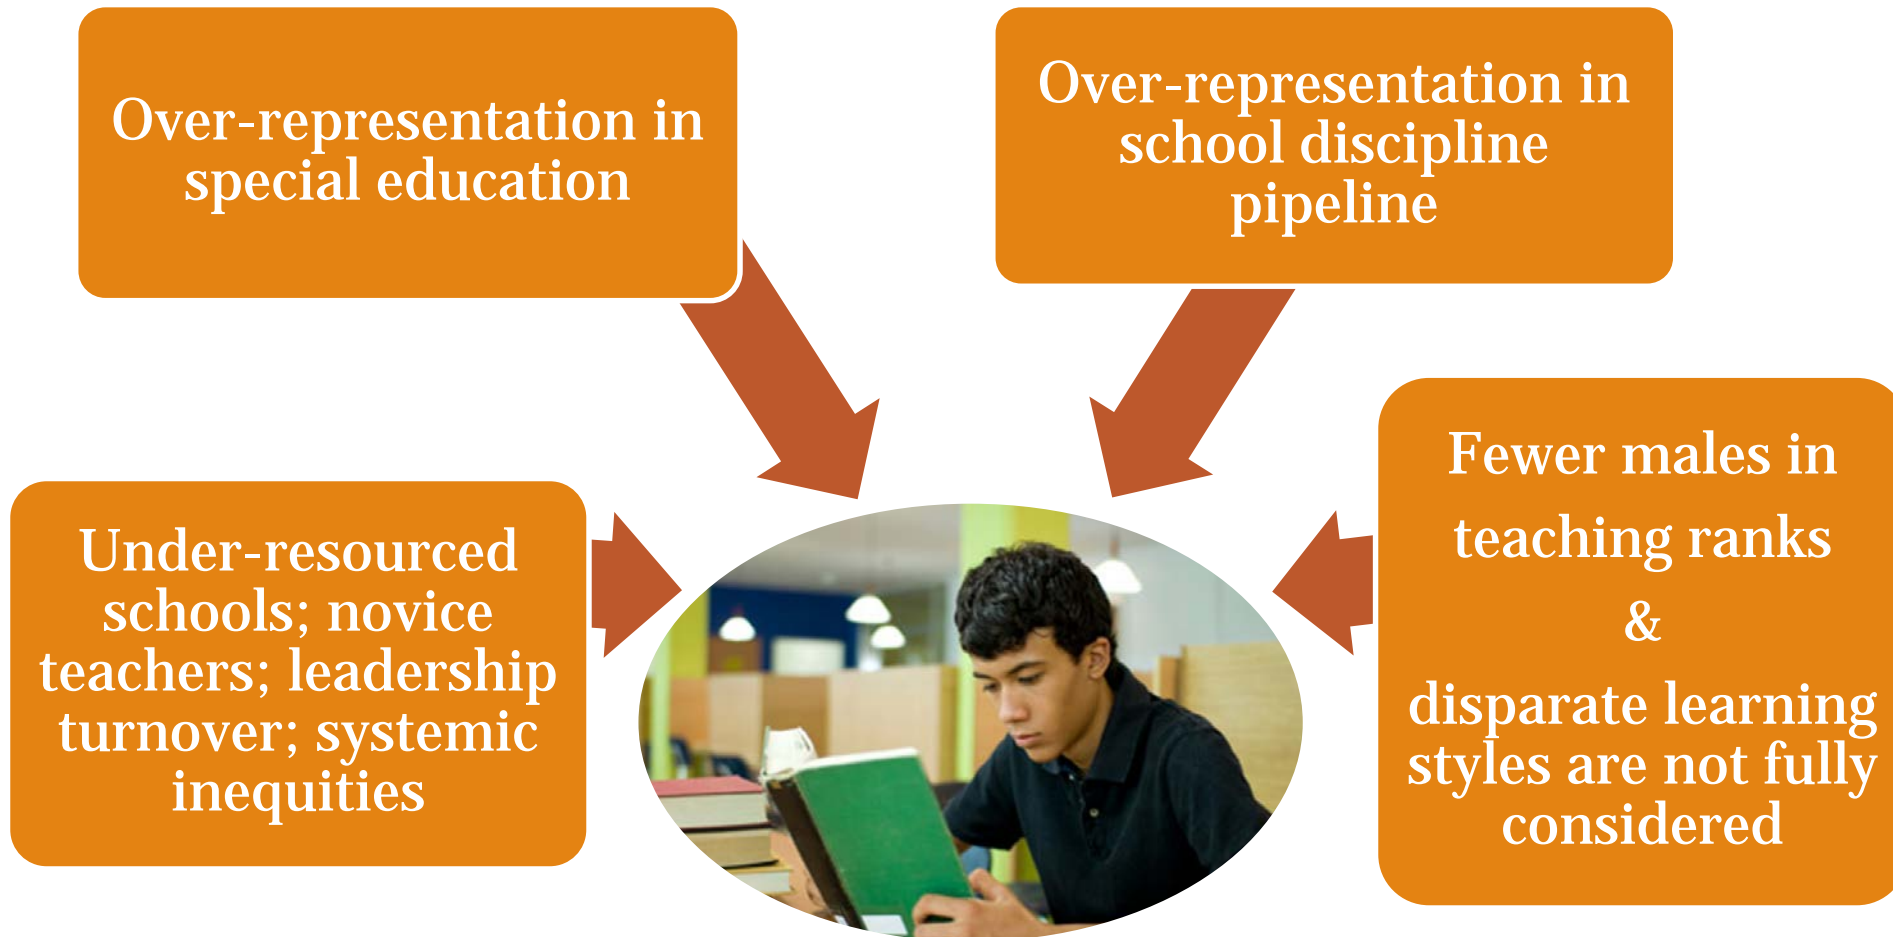 Over-representation in
special education
Over-representation in
school discipline
pipeline
Under-resourced
schools; novice
teachers; leadership
turnover; systemic
inequities
Fewer males in
teaching ranks
&
disparate learning
styles are not fully
considered